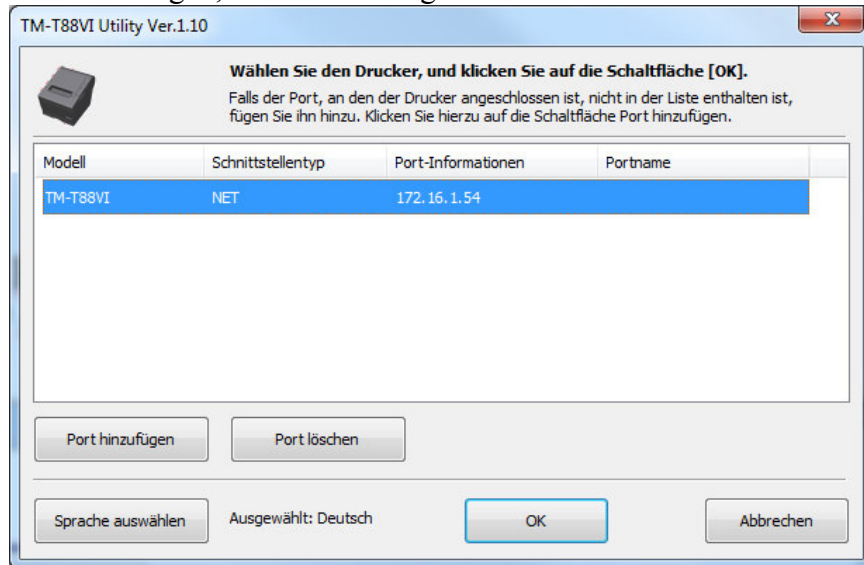 TM-T88VI Utility Ver.1.10
Wählen Sie den Drucker, und klicken Sie auf die Schaltfläche [OK].
Falls der Port, an den der Drucker angeschlossen ist, nicht in der Liste enthalten ist,
fügen Sie ihn hinzu. Klicken Sie hierzu auf die Schaltfläche Port hinzufügen.
Modell Schnittstellentyp Port-Informationen Portname
TM-T88VI NET 172.16.1.54
Port hinzufügen Port löschen
Sprache auswählen Ausgewählt: Deutsch OK Abbrechen